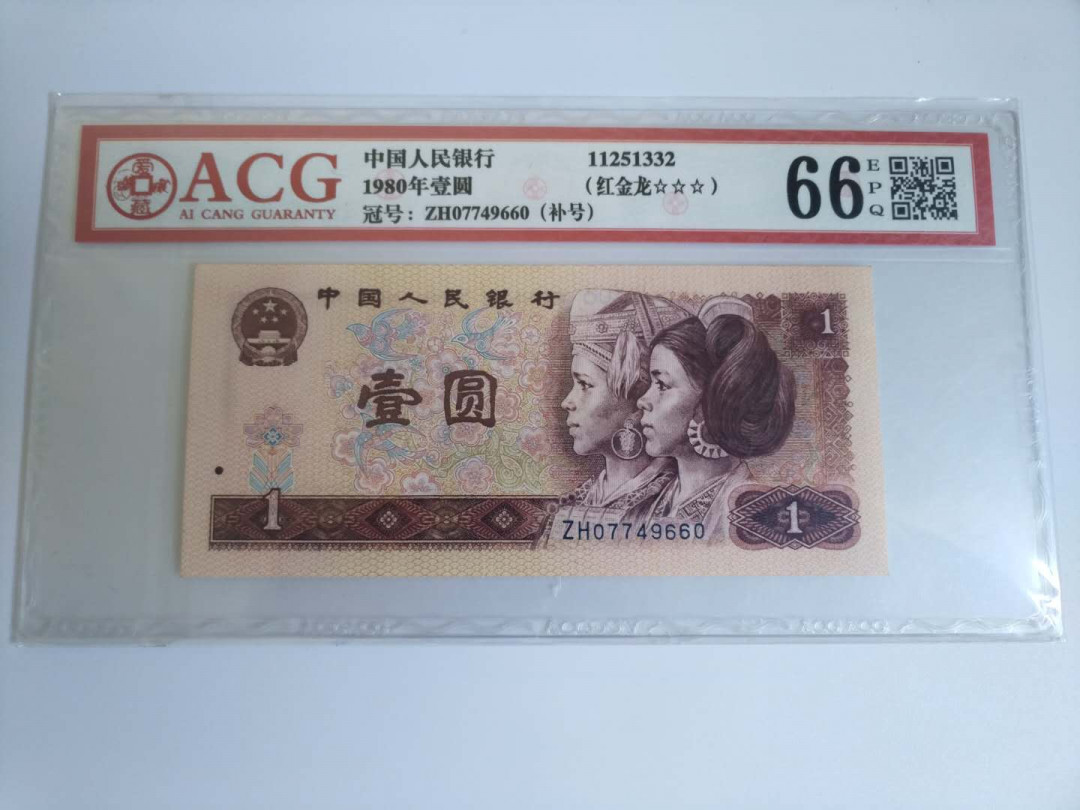 ACG
AI CANG GUARANTY
中国人民银行
1980年壹圆
冠号：ZH07749660（补号）
11251332
（红金龙☆☆☆）
66
EPQ
中国人民银行
壹圆
1
1
ZH07749660
1